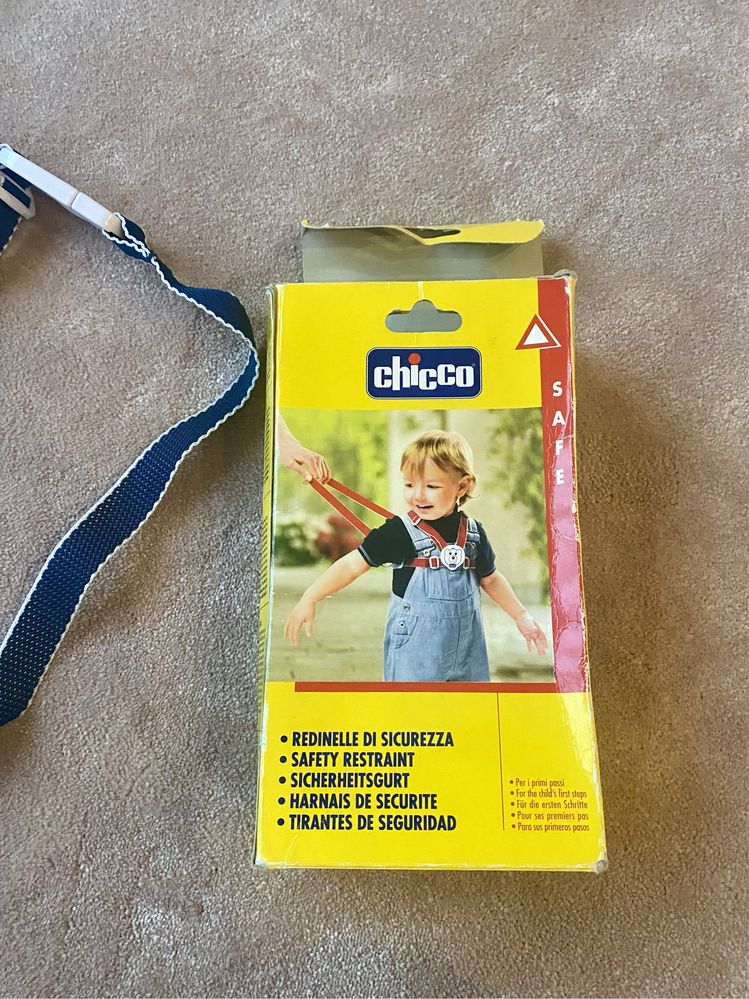 chicco
SAFE
• REDINELLE DI SICUREZZA
• SAFETY RESTRAINT
• SICHERHEITSGURT
• HARNAIS DE SECURITE
• TIRANTES DE SEGURIDAD
• Per i primi passi
• For the child's first steps
• Für die ersten Schritte
• Pour ses premiers pas
• Para sus primeros pasos